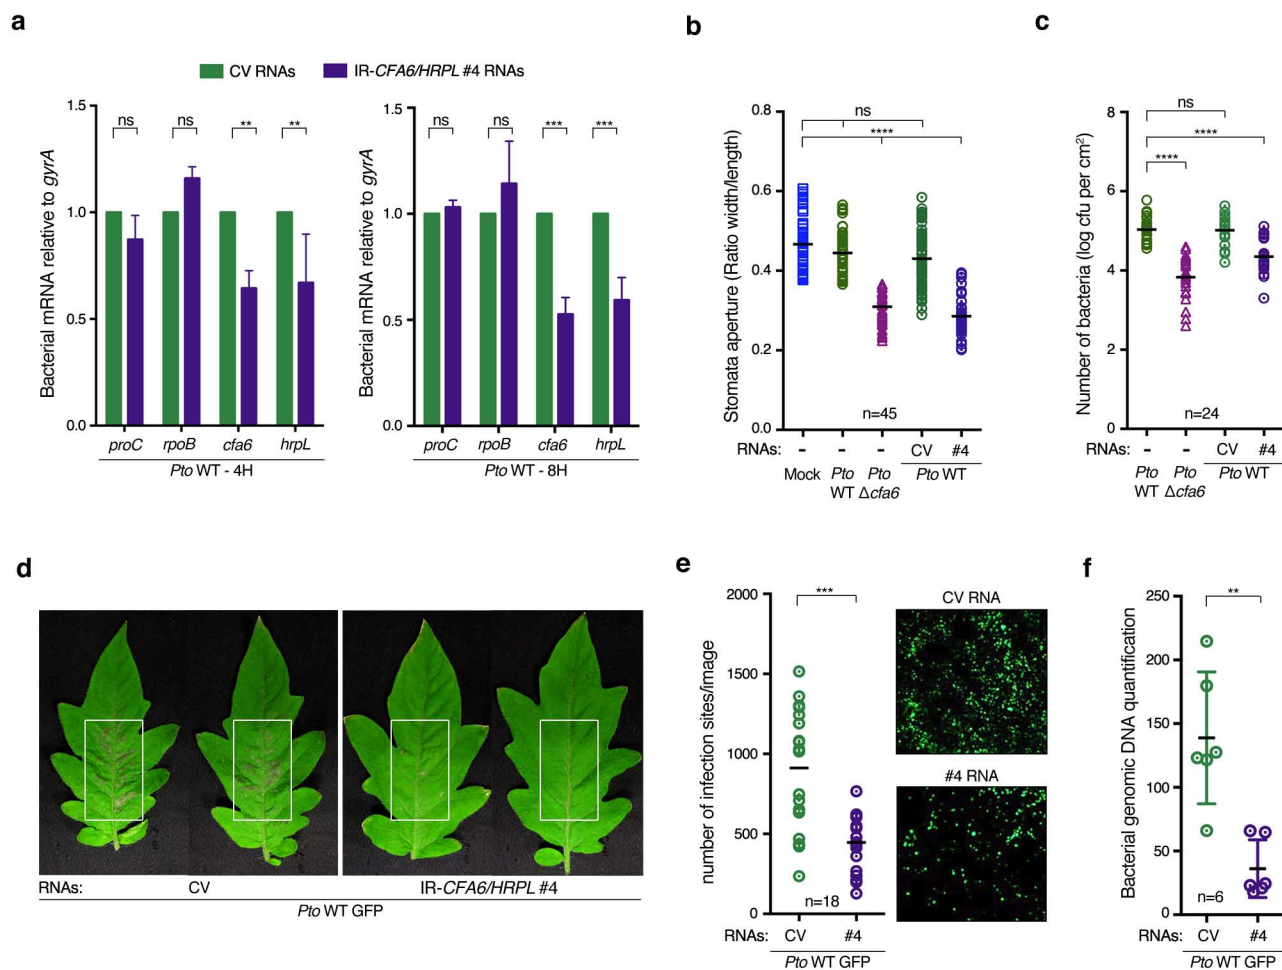 a
CV RNAs
IR-CFA6/HRPL #4 RNAs
Bacterial mRNA relative to gyrA
1.5
1.0
0.5
0.0
ns
ns
**
**
proC
rpoB
cfa6
hrpL
Pto WT - 4H
Bacterial mRNA relative to gyrA
1.5
1.0
0.5
0.0
ns
ns
***
***
proC
rpoB
cfa6
hrpL
Pto WT - 8H
b
Stomata aperture (Ratio width/length)
0.8
0.6
0.4
0.2
0.0
ns
****
n=45
RNAs:
-
-
-
CV
#4
Mock
Pto
WT
Pto
Δcfa6
Pto WT
c
Number of bacteria (log cfu per cm2)
8
6
4
2
0
ns
****
****
n=24
RNAs:
-
-
CV
#4
Pto
WT
Pto
Δcfa6
Pto WT
d
RNAs:
CV
IR-CFA6/HRPL #4
Pto WT GFP
e
number of infection sites/image
2000
1500
1000
500
0
***
n=18
RNAs:
CV
#4
Pto WT GFP
CV RNA
#4 RNA
f
Bacterial genomic DNA quantification
250
200
150
100
50
0
**
n=6
RNAs:
CV
#4
Pto WT GFP